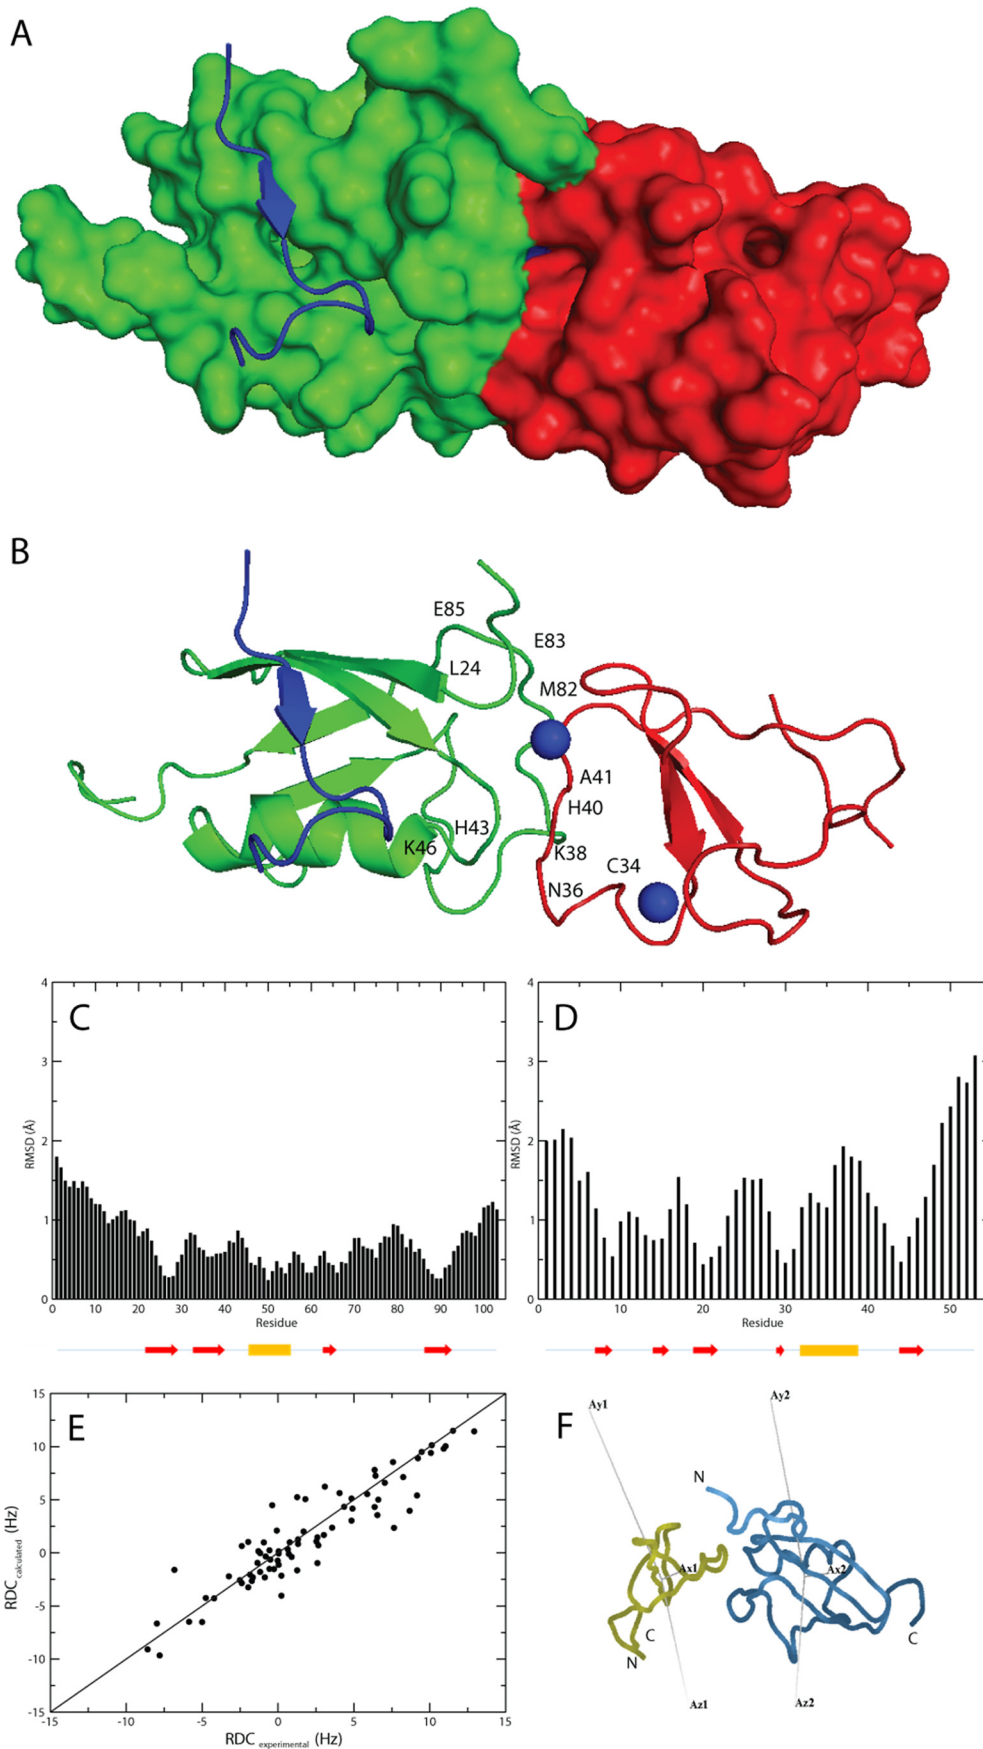 A
B
E85
E83
L24
M82
A41
H40
H43
K46
K38
C34
N36
4
3
2
1
0
RMSD (Å)
C
0 10 20 30 40 50 60 70 80 90 100
Residue
4
3
2
1
0
RMSD (Å)
D
0 10 20 30 40 50
Residue
E
15
10
5
0
-5
-10
-15
RDC calculated (Hz)
-15 -10 -5 0 5 10 15
RDC experimental (Hz)
F
Ay1
Ay2
N
Ax1
Ax2
C
N
C
Az1
Az2